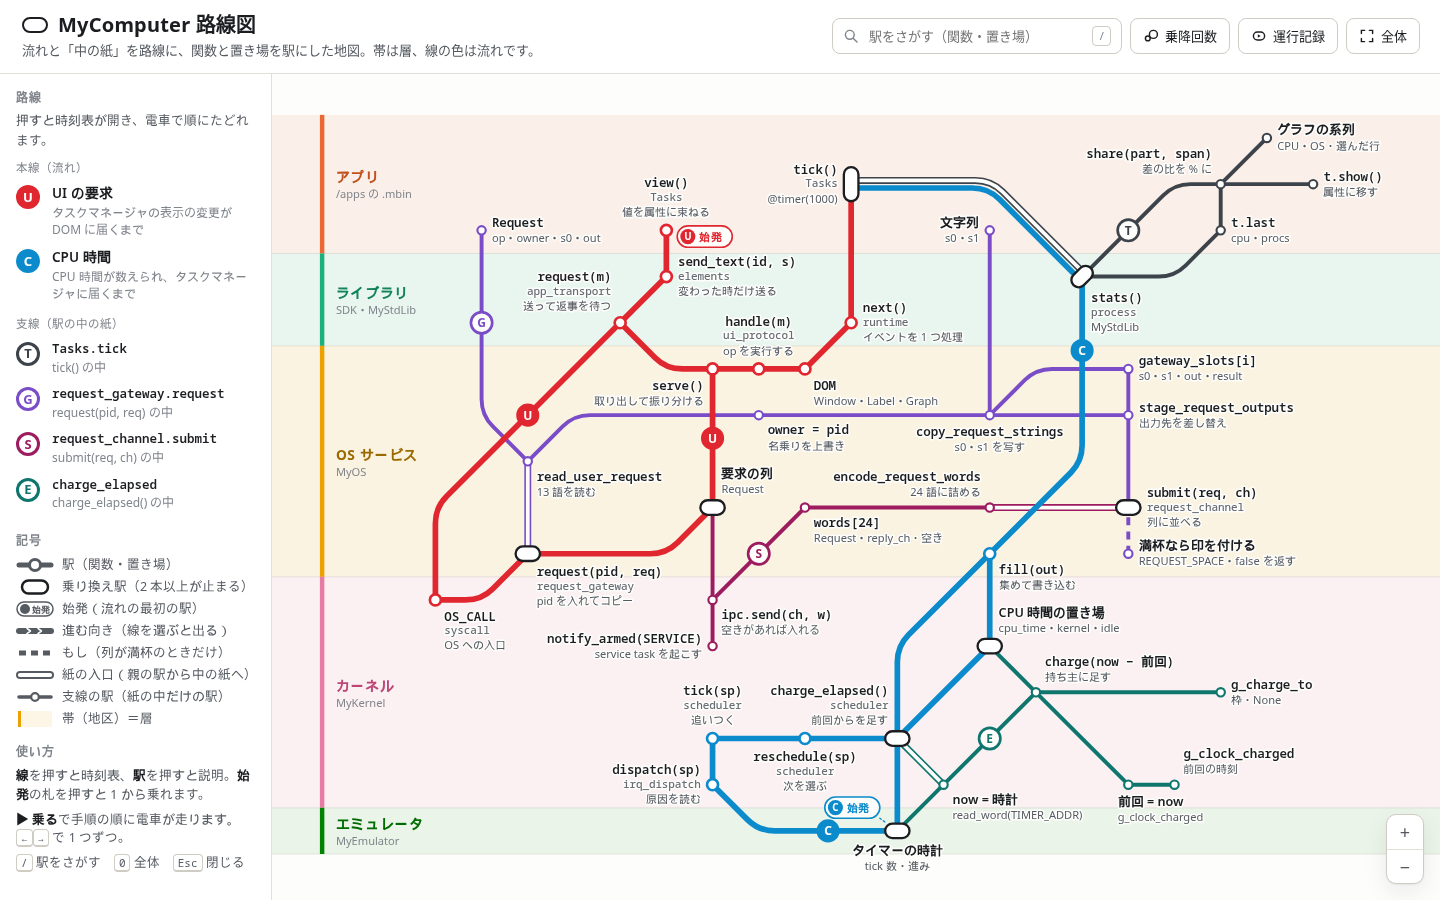 MyComputer 路線図
流れと「中の紙」を路線に、関数と置き場を駅にした地図。帯は層、線の色は流れです。
駅をさがす（関数・置き場）
/
乗降回数
運行記録
全体
路線
押すと時刻表が開き、電車で順にたどれ
ます。
本線（流れ）
U
UI の要求
タスクマネージャの表示の変更が
DOM に届くまで
C
CPU 時間
CPU 時間が数えられ、タスクマネー
ジャに届くまで
支線（駅の中の紙）
T
Tasks.tick
tick() の中
G
request_gateway.request
request(pid, req) の中
S
request_channel.submit
submit(req, ch) の中
E
charge_elapsed()
charge_elapsed() の中
記号
駅（関数・置き場）
乗り換え駅（2 本以上が止まる）
始発
始発（流れの最初の駅）
進む向き（線を選ぶと出る）
もし（列が満杯のときだけ）
紙の入口（親の駅から中の紙へ）
支線の駅（紙の中だけの駅）
帯（地区）＝層
使い方
線を押すと時刻表、駅を押すと説明。始
発の札を押すと 1 から乗れます。
▶ 乗るで手順の順に電車が走ります。
← → で 1 つずつ。
/ 駅をさがす 0 全体 Esc 閉じる
アプリ
/apps の .mbin
ライブラリ
SDK・MyStdLib
OS サービス
MyOS
カーネル
MyKernel
エミュレータ
MyEmulator
グラフの系列
CPU・OS・選んだ行
share(part, span)
差の比を % に
t.show()
属性に移す
tick()
Tasks
@timer(1000)
view()
Tasks
値を属性に束ねる
U 始発
Request
op・owner・s0・out
文字列
s0・s1
T
t.last
cpu・procs
send_text(id, s)
elements
変わった時だけ送る
request(m)
app_transport
送って返事を待つ
stats()
process
MyStdLib
G
handle(m)
ui_protocol
op を実行する
next()
runtime
イベントを 1 つ処理
C
gateway_slots[i]
s0・s1・out・result
serve()
取り出して振り分ける
DOM
Window・Label・Graph
stage_request_outputs
出力先を差し替え
U
U
owner = pid
名乗りを上書き
copy_request_strings
s0・s1 を写す
read_user_request
13 語を読む
要求の列
Request
encode_request_words
24 語に詰める
submit(req, ch)
request_channel
列に並べる
words[24]
Request・reply_ch・空き
S
満杯なら印を付ける
REQUEST_SPACE・false を返す
request(pid, req)
request_gateway
pid を入れてコピー
fill(out)
集めて書き込む
OS_CALL
syscall
OS への入口
ipc.send(ch, w)
空きがあれば入れる
CPU 時間の置き場
cpu_time・kernel・idle
notify_armed(SERVICE)
service task を起こす
charge(now − 前回)
持ち主に足す
g_charge_to
枠・None
tick(sp)
scheduler
追いつく
charge_elapsed()
scheduler
前回からを足す
E
reschedule(sp)
scheduler
次を選ぶ
g_clock_charged
前回の時刻
dispatch(sp)
irq_dispatch
原因を読む
C 始発
now = 時計
read_word(TIMER_ADDR)
前回 = now
g_clock_charged
C
タイマーの時計
tick 数・進み
+
−